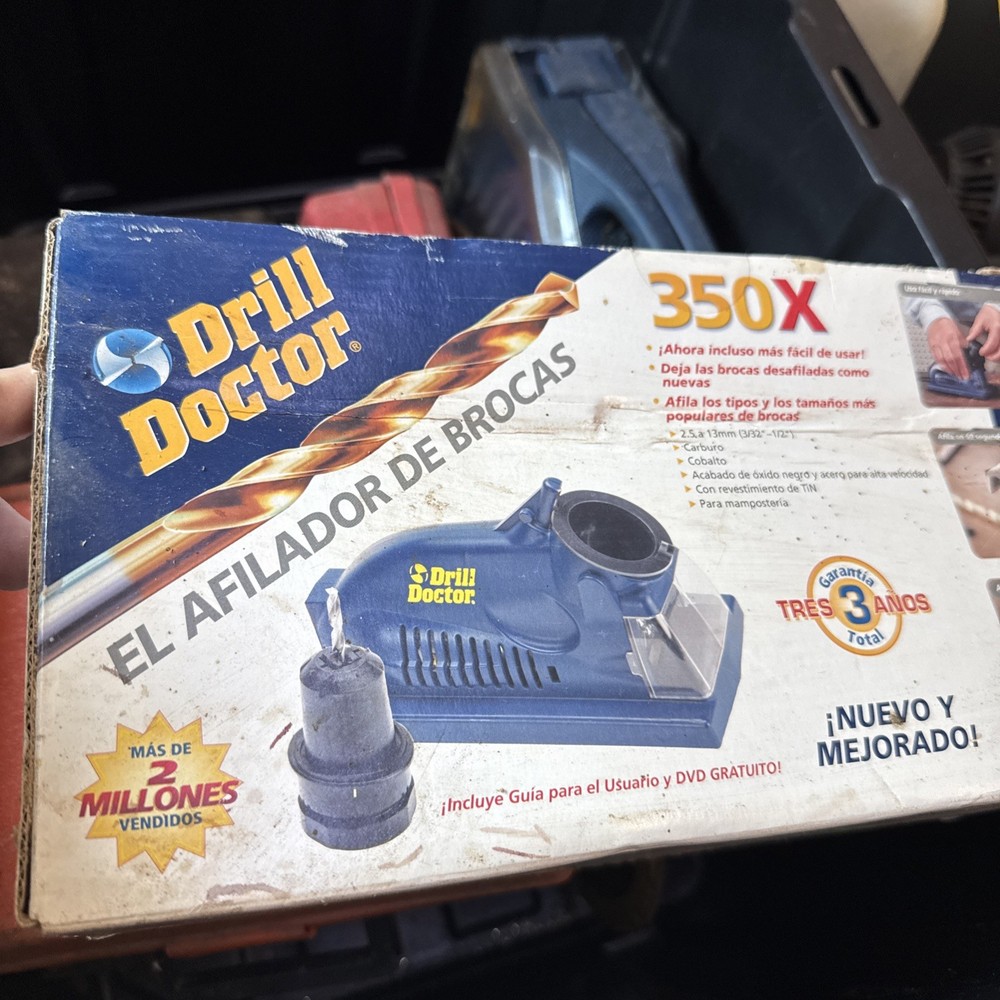 Drill
Doctor®
EL AFILADOR DE BROCAS
350X
• ¡Ahora incluso más fácil de usar!
• Deja las brocas desafiladas como
nuevas
• Afila los tipos y los tamaños más
populares de brocas
2.5 a 13mm (3/32"-1/2")
Carburo
Cobalto
Acabado de óxido negro y acero para alta velocidad
Con revestimiento de TiN
Para mampostería
Uso fácil y rápido
Drill
Doctor.
Garantía
TRES 3 AÑOS
Total
¡NUEVO Y
MEJORADO!
MÁS DE
2
MILLONES
VENDIDOS
¡Incluye Guía para el Usuario y DVD GRATUITO!